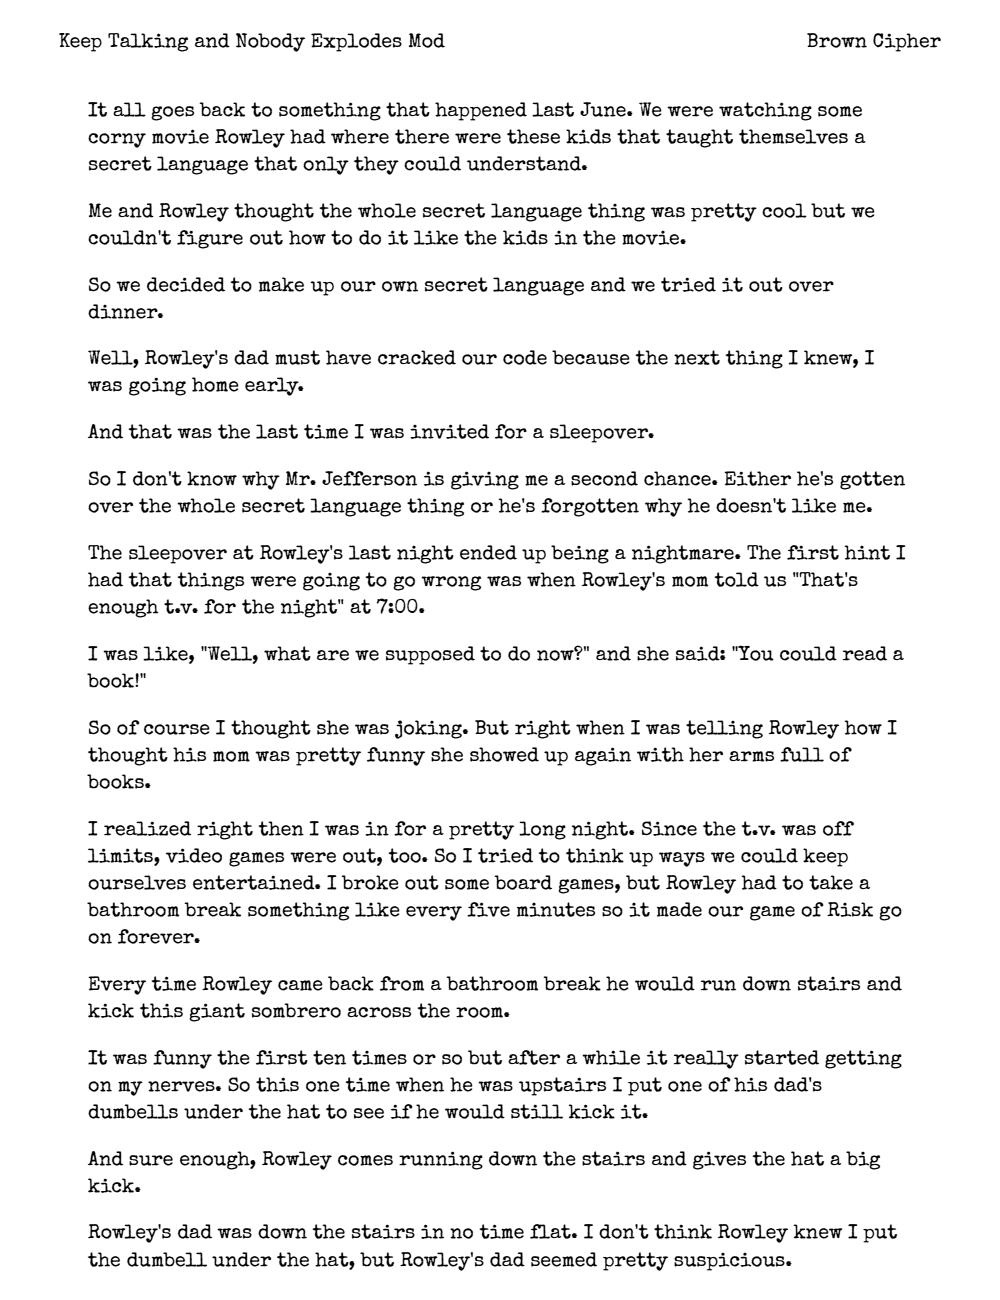 Keep Talking and Nobody Explodes Mod Brown Cipher
It all goes back to something that happened last June. We were watching some
corny movie Rowley had where there were these kids that taught themselves a
secret language that only they could understand.
Me and Rowley thought the whole secret language thing was pretty cool but we
couldn't figure out how to do it like the kids in the movie.
So we decided to make up our own secret language and we tried it out over
dinner.
Well, Rowley's dad must have cracked our code because the next thing I knew, I
was going home early.
And that was the last time I was invited for a sleepover.
So I don't know why Mr. Jefferson is giving me a second chance. Either he's gotten
over the whole secret language thing or he's forgotten why he doesn't like me.
The sleepover at Rowley's last night ended up being a nightmare. The first hint I
had that things were going to go wrong was when Rowley's mom told us "That's
enough t.v. for the night" at 7:00.
I was like, "Well, what are we supposed to do now?" and she said: "You could read a
book!"
So of course I thought she was joking. But right when I was telling Rowley how I
thought his mom was pretty funny she showed up again with her arms full of
books.
I realized right then I was in for a pretty long night. Since the t.v. was off
limits, video games were out, too. So I tried to think up ways we could keep
ourselves entertained. I broke out some board games, but Rowley had to take a
bathroom break something like every five minutes so it made our game of Risk go
on forever.
Every time Rowley came back from a bathroom break he would run down stairs and
kick this giant sombrero across the room.
It was funny the first ten times or so but after a while it really started getting
on my nerves. So this one time when he was upstairs I put one of his dad's
dumbells under the hat to see if he would still kick it.
And sure enough, Rowley comes running down the stairs and gives the hat a big
kick.
Rowley's dad was down the stairs in no time flat. I don't think Rowley knew I put
the dumbell under the hat, but Rowley's dad seemed pretty suspicious.